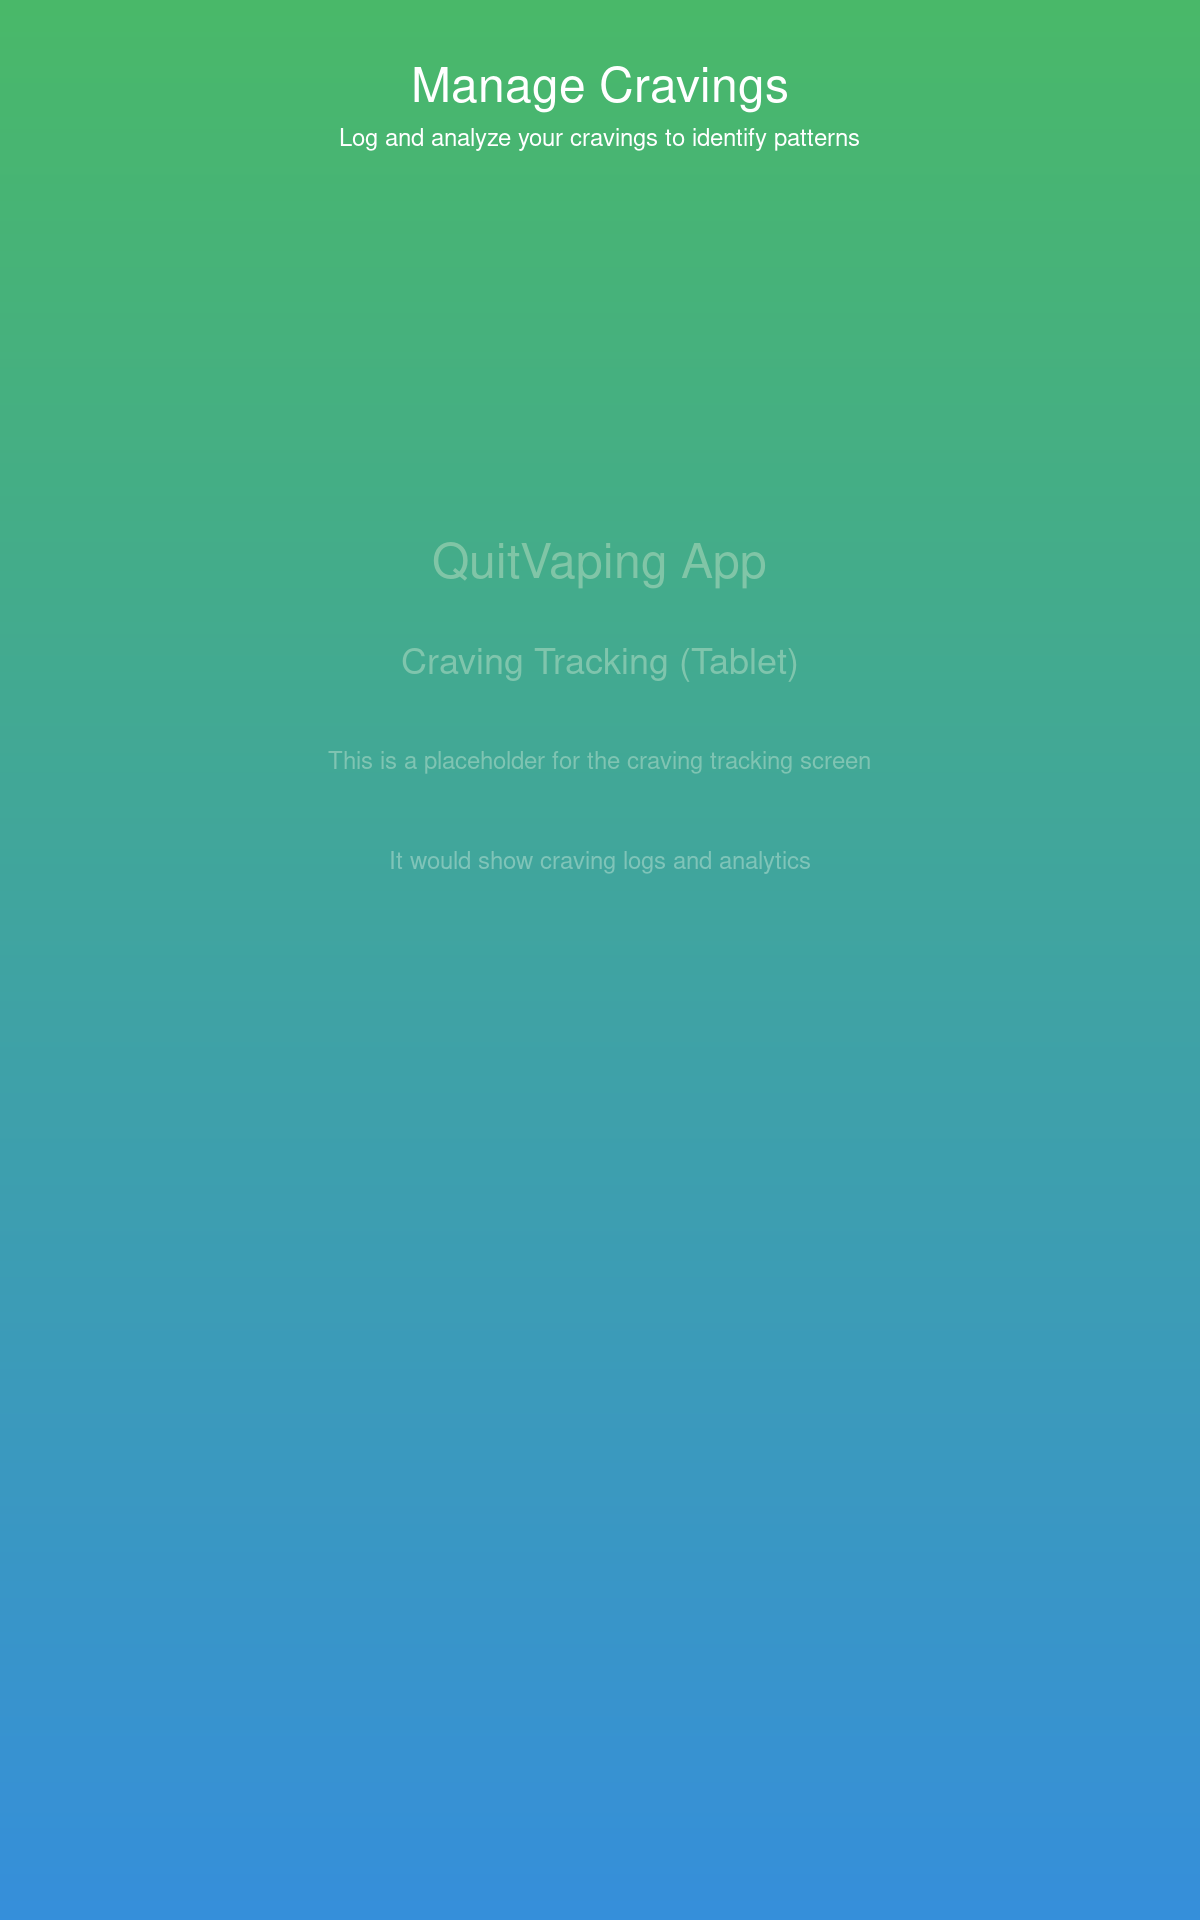 Manage Cravings
Log and analyze your cravings to identify patterns
QuitVaping App
Craving Tracking (Tablet)
This is a placeholder for the craving tracking screen
It would show craving logs and analytics